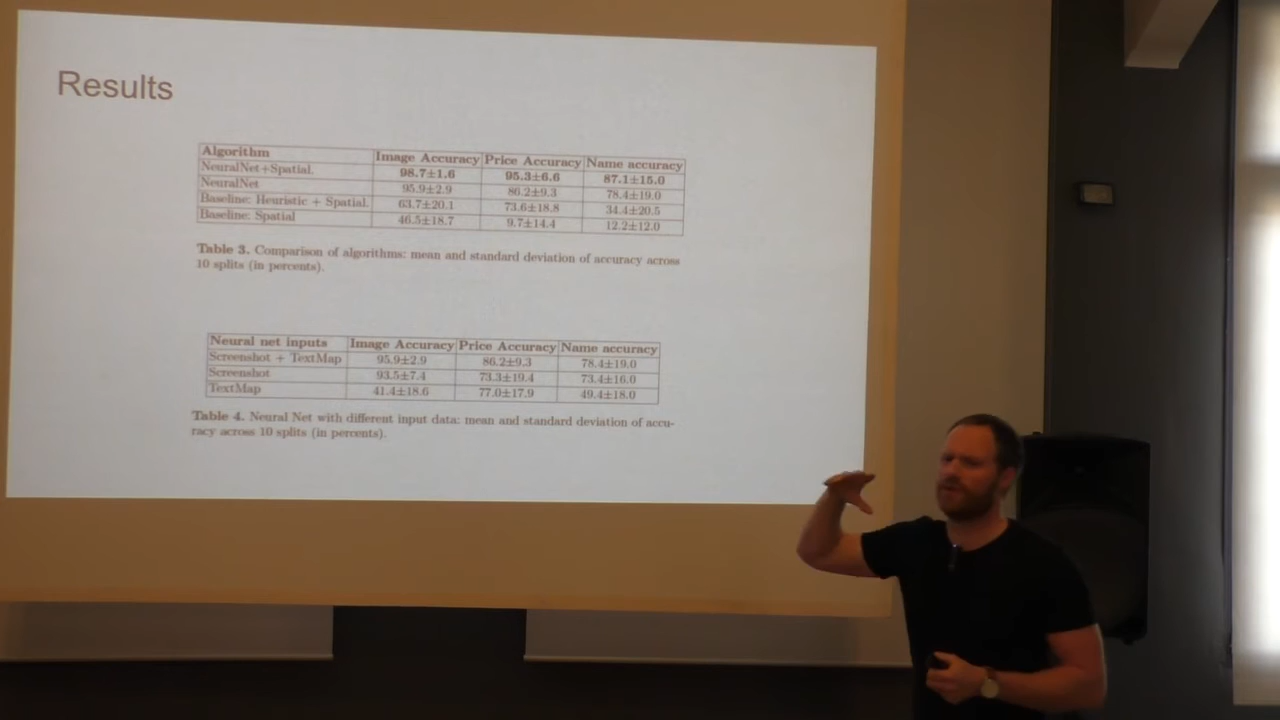 Results
Algorithm Image Accuracy Price Accuracy Name accuracy
NeuralNet+Spatial. 98.7±1.6 95.3±6.6 87.1±15.0
NeuralNet 95.9±2.9 86.2±9.3 78.4±19.0
Baseline: Heuristic + Spatial. 63.7±20.1 73.6±18.8 34.4±20.5
Baseline: Spatial 46.5±18.7 9.7±14.4 12.2±12.0
Table 3. Comparison of algorithms: mean and standard deviation of accuracy across
10 splits (in percents).
Neural net inputs Image Accuracy Price Accuracy Name accuracy
Screenshot + TextMap 95.9±2.9 86.2±9.3 78.4±19.0
Screenshot 93.5±7.4 73.3±19.4 73.4±16.0
TextMap 41.4±18.6 77.0±17.9 49.4±18.0
Table 4. Neural Net with different input data: mean and standard deviation of accu-
racy across 10 splits (in percents).